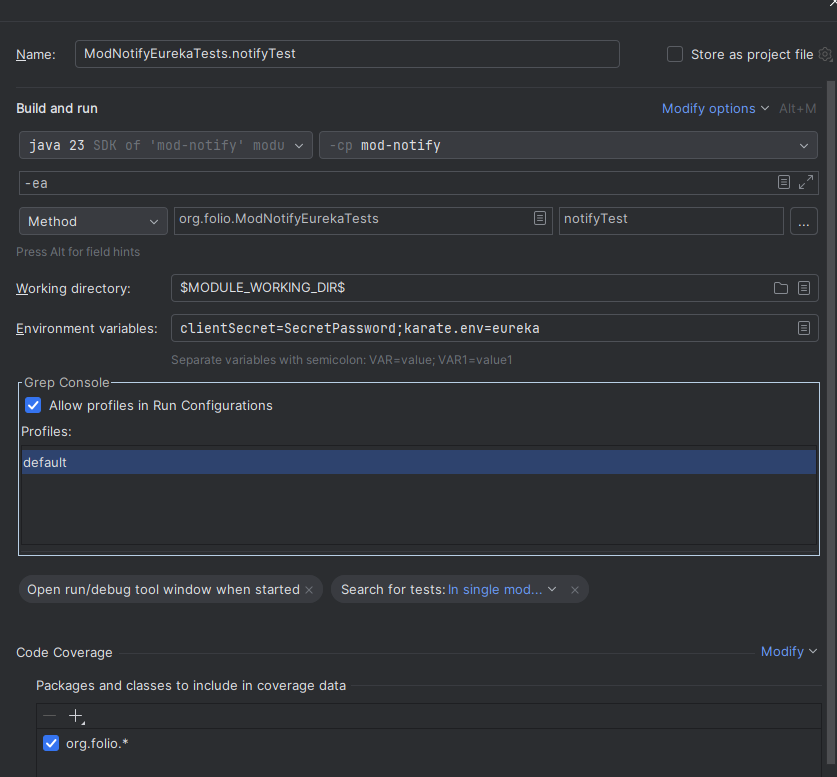 Name: ModNotifyEurekaTests.notifyTest Store as project file
Build and run Modify options Alt+M
java 23 SDK of 'mod-notify' modu -cp mod-notify
-ea
Method org.folio.ModNotifyEurekaTests notifyTest ...
Press Alt for field hints
Working directory: $MODULE_WORKING_DIR$
Environment variables: clientSecret=SecretPassword;karate.env=eureka
Separate variables with semicolon: VAR=value; VAR1=value1
Grep Console
Allow profiles in Run Configurations
Profiles:
default
Open run/debug tool window when started × Search for tests: In single mod... ×
Code Coverage Modify
Packages and classes to include in coverage data
org.folio.*